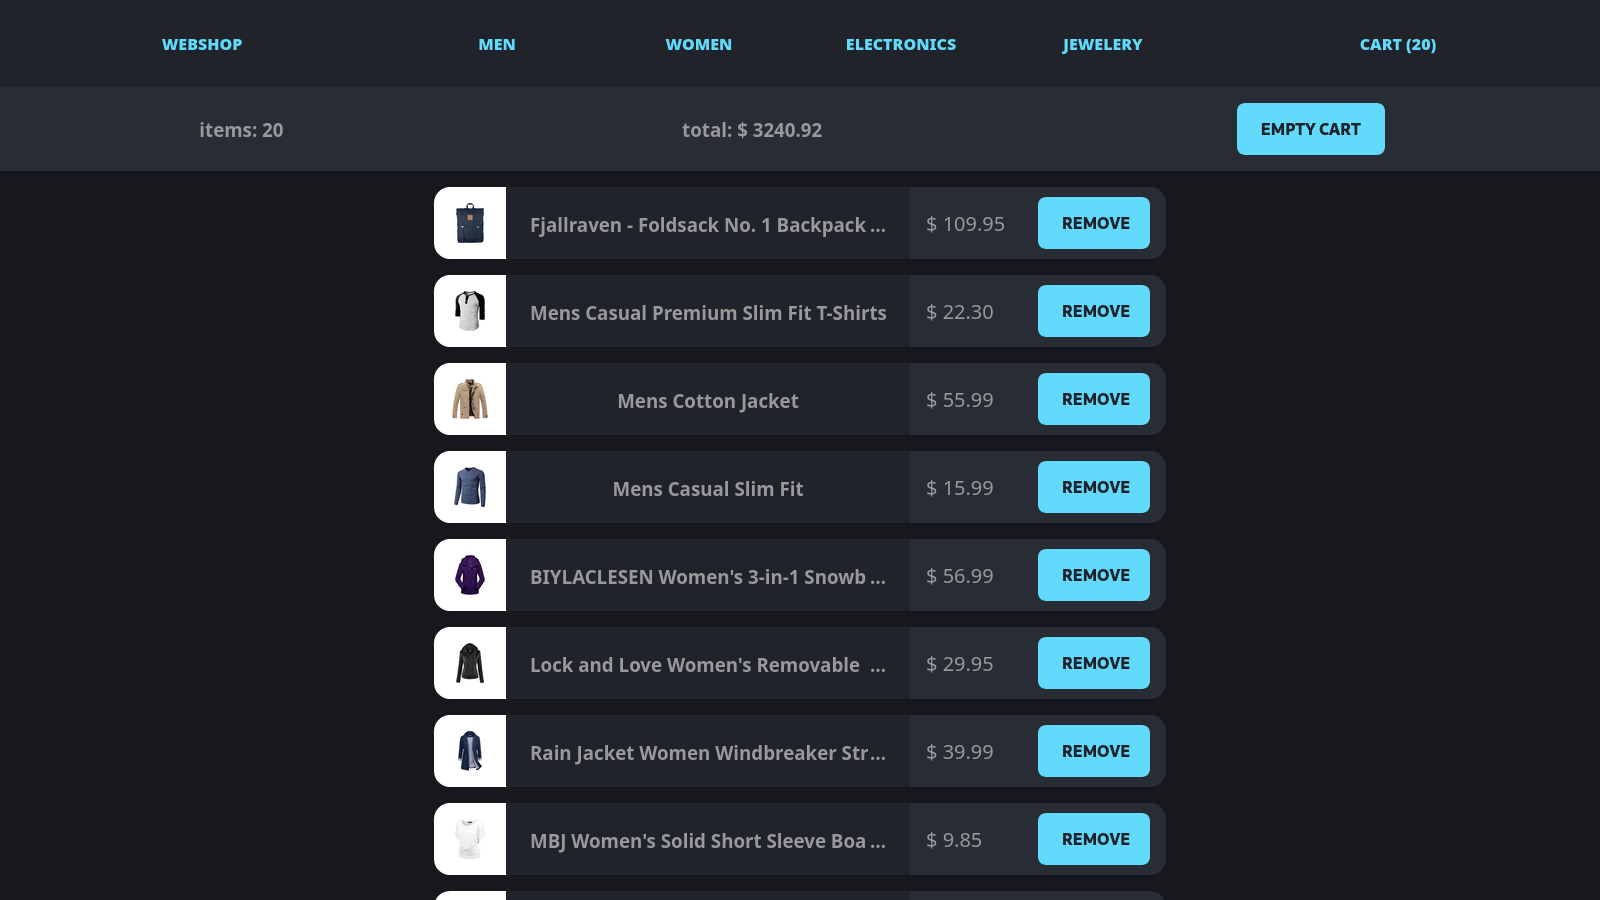 WEBSHOP MEN WOMEN ELECTRONICS JEWELERY CART (20)
items: 20 total: $ 3240.92 EMPTY CART
Fjallraven - Foldsack No. 1 Backpack ... $ 109.95 REMOVE
Mens Casual Premium Slim Fit T-Shirts $ 22.30 REMOVE
Mens Cotton Jacket $ 55.99 REMOVE
Mens Casual Slim Fit $ 15.99 REMOVE
BIYLACLESEN Women's 3-in-1 Snowb ... $ 56.99 REMOVE
Lock and Love Women's Removable ... $ 29.95 REMOVE
Rain Jacket Women Windbreaker Str... $ 39.99 REMOVE
MBJ Women's Solid Short Sleeve Boa ... $ 9.85 REMOVE